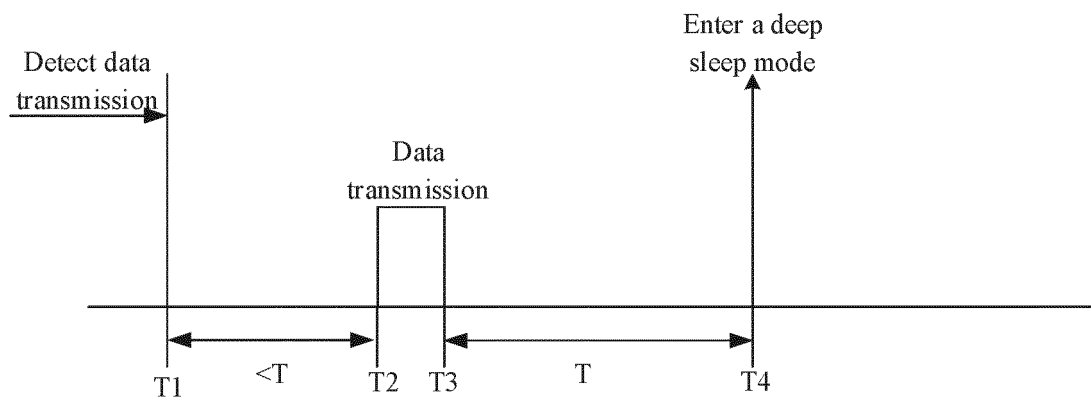 Enter a deep
sleep mode
Detect data
transmission
Data
transmission
T1
<T
T2
T3
T
T4